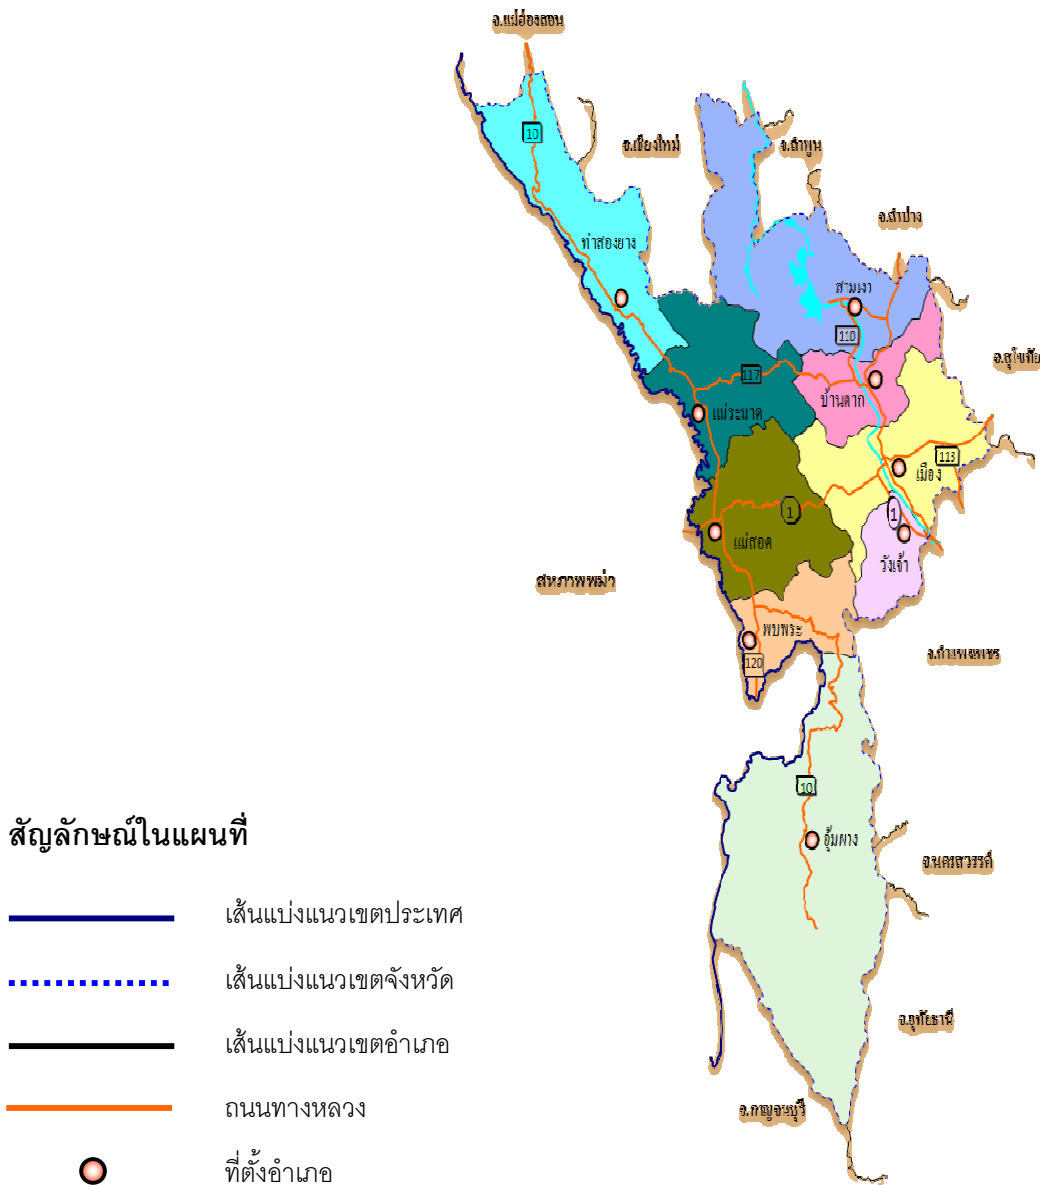 จ.แม่ฮ่องสอน
10
จ.เชียงใหม่
จ.ลำพูน
จ.ลำปาง
ท่าสองยาง
สามเงา
110
จ.สุโขทัย
117
บ้านตาก
แม่ระมาด
113
เมือง
1
1
แม่สอด
วังเจ้า
สหภาพพม่า
พบพระ
จ.กำแพงเพชร
120
10
อุ้มผาง
จ.นครสวรรค์
จ.อุทัยธานี
จ.กาญจนบุรี
สัญลักษณ์ในแผนที่
เส้นแบ่งแนวเขตประเทศ
เส้นแบ่งแนวเขตจังหวัด
เส้นแบ่งแนวเขตอำเภอ
ถนนทางหลวง
ที่ตั้งอำเภอ